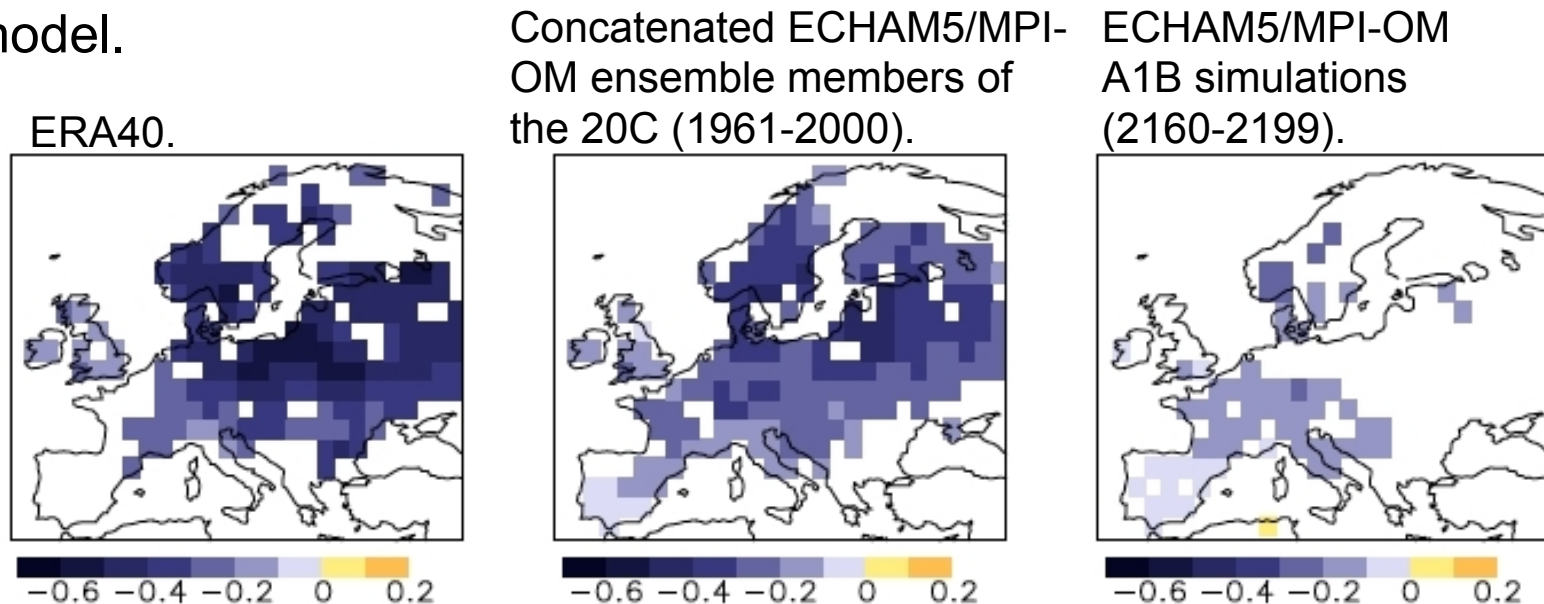 model.
ERA40.
Concatenated ECHAM5/MPI-
OM ensemble members of
the 20C (1961-2000).
ECHAM5/MPI-OM
A1B simulations
(2160-2199).
−0.6 −0.4 −0.2 0 0.2
−0.6 −0.4 −0.2 0 0.2
−0.6 −0.4 −0.2 0 0.2